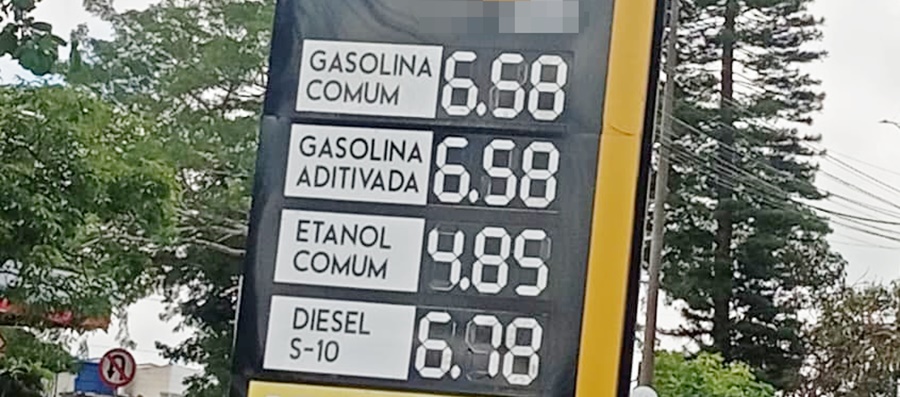 GASOLINA
COMUM
6.58
GASOLINA
ADITIVADA
6.58
ETANOL
COMUM
4.85
DIESEL
S-10
6.78